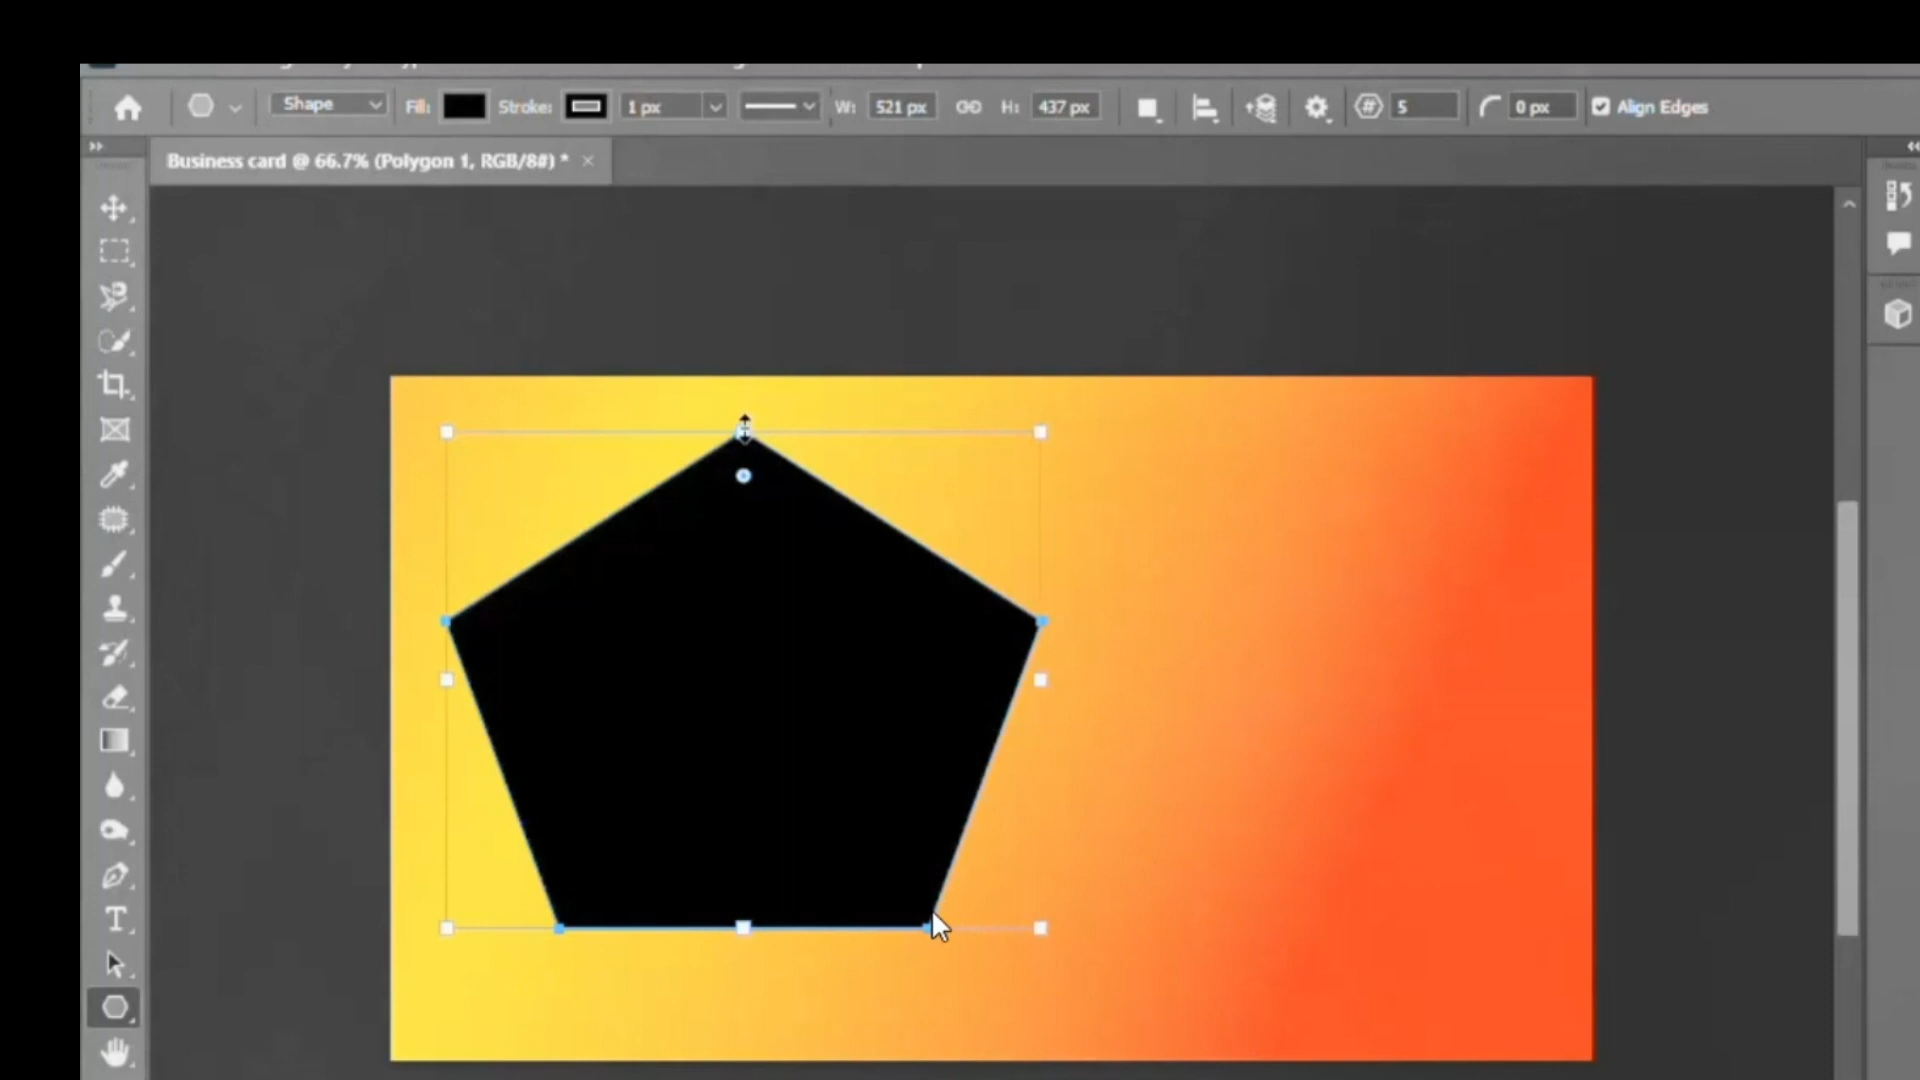 Shape Fill: Stroke: 1 px W: 521 px H: 437 px 5 0 px Align Edges
Business card @ 66.7% (Polygon 1, RGB/8#) *